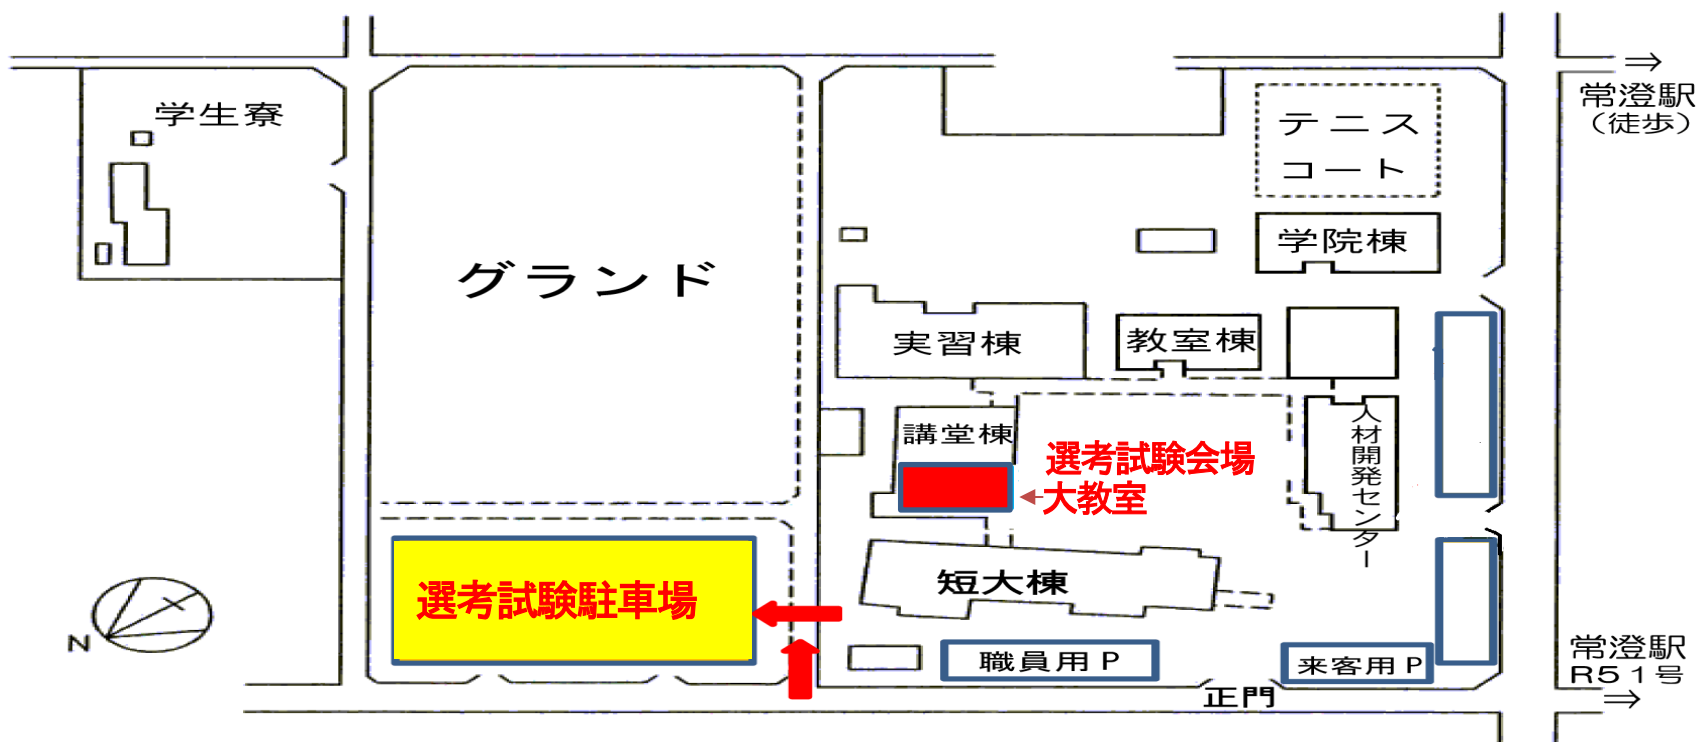 ⇒
常澄駅
（徒歩）
学生寮
テニス
コート
学院棟
グランド
実習棟
教室棟
講堂棟
選考試験会場
大教室
人材開発センター
選考試験駐車場
短大棟
N
職員用P
来客用P
正門
常澄駅
R51号
⇒